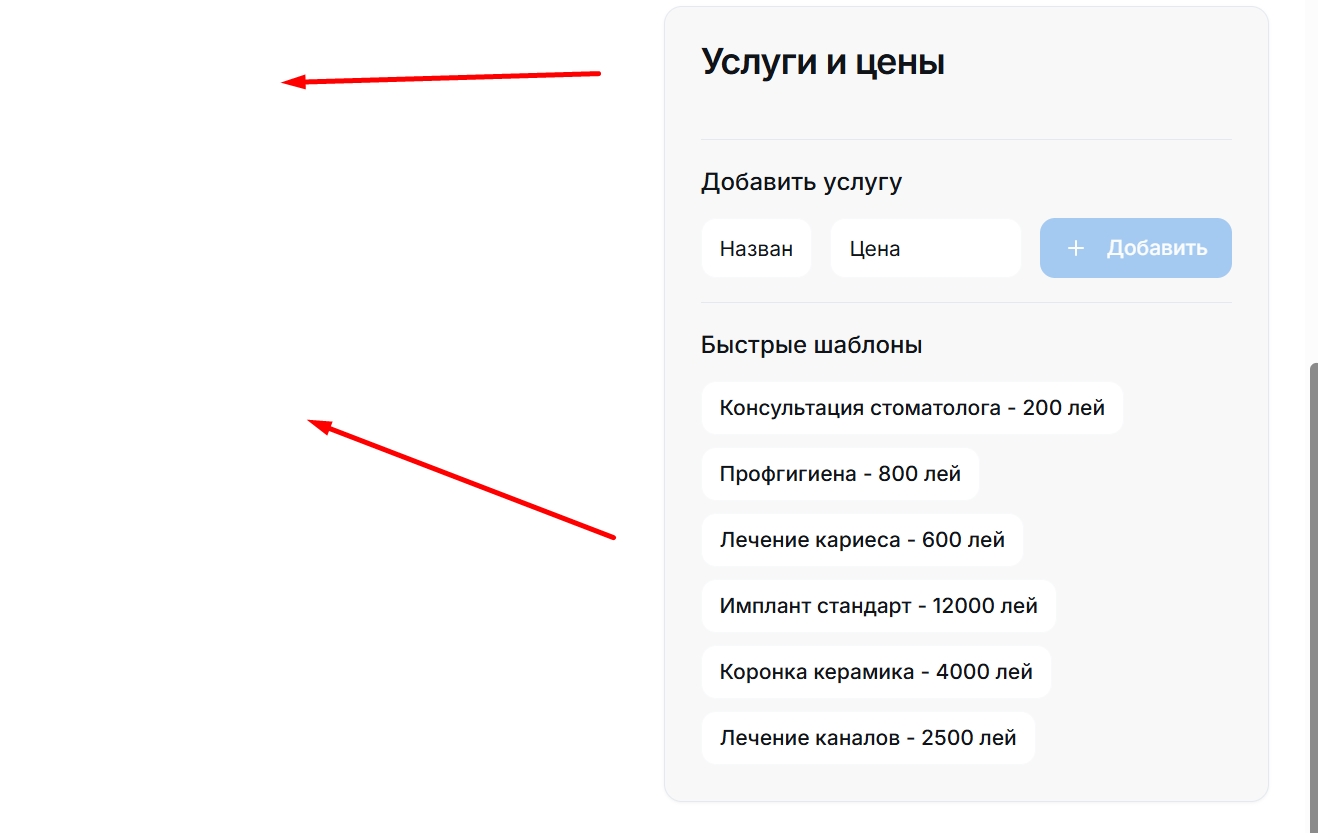 Услуги и цены
Добавить услугу
Назван
Цена
+ Добавить
Быстрые шаблоны
Консультация стоматолога - 200 лей
Профгигиена - 800 лей
Лечение кариеса - 600 лей
Имплант стандарт - 12000 лей
Коронка керамика - 4000 лей
Лечение каналов - 2500 лей